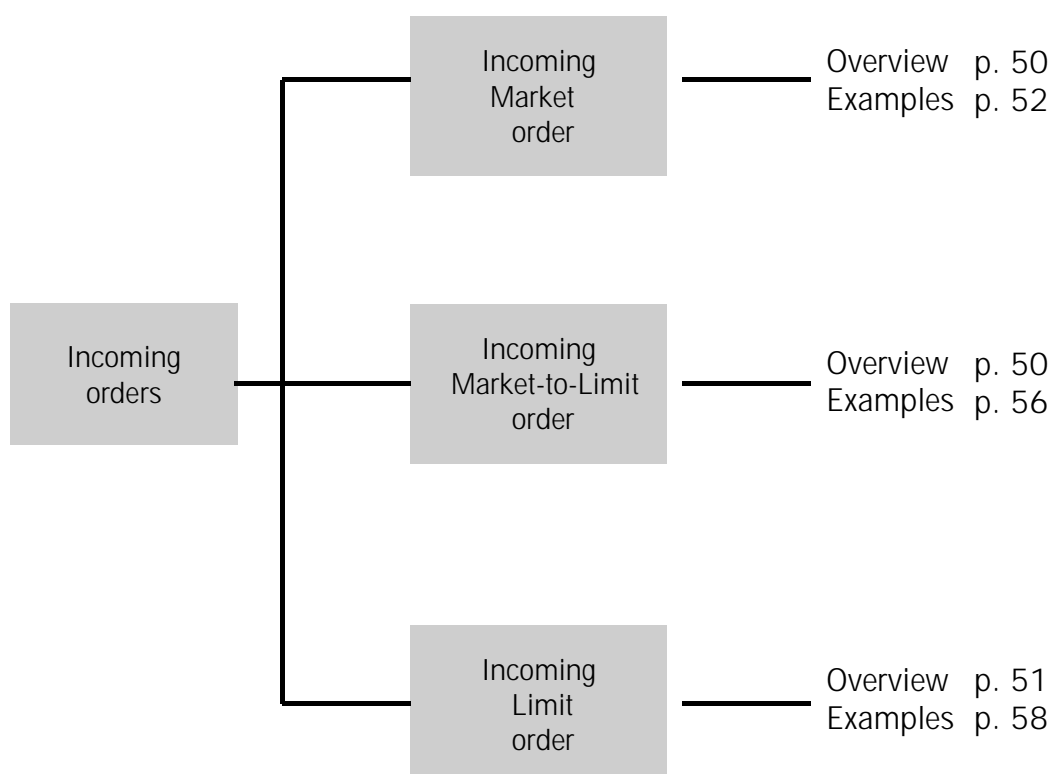 Incoming
Market
order
Overview p. 50
Examples p. 52
Incoming
orders
Incoming
Market-to-Limit
order
Overview p. 50
Examples p. 56
Incoming
Limit
order
Overview p. 51
Examples p. 58